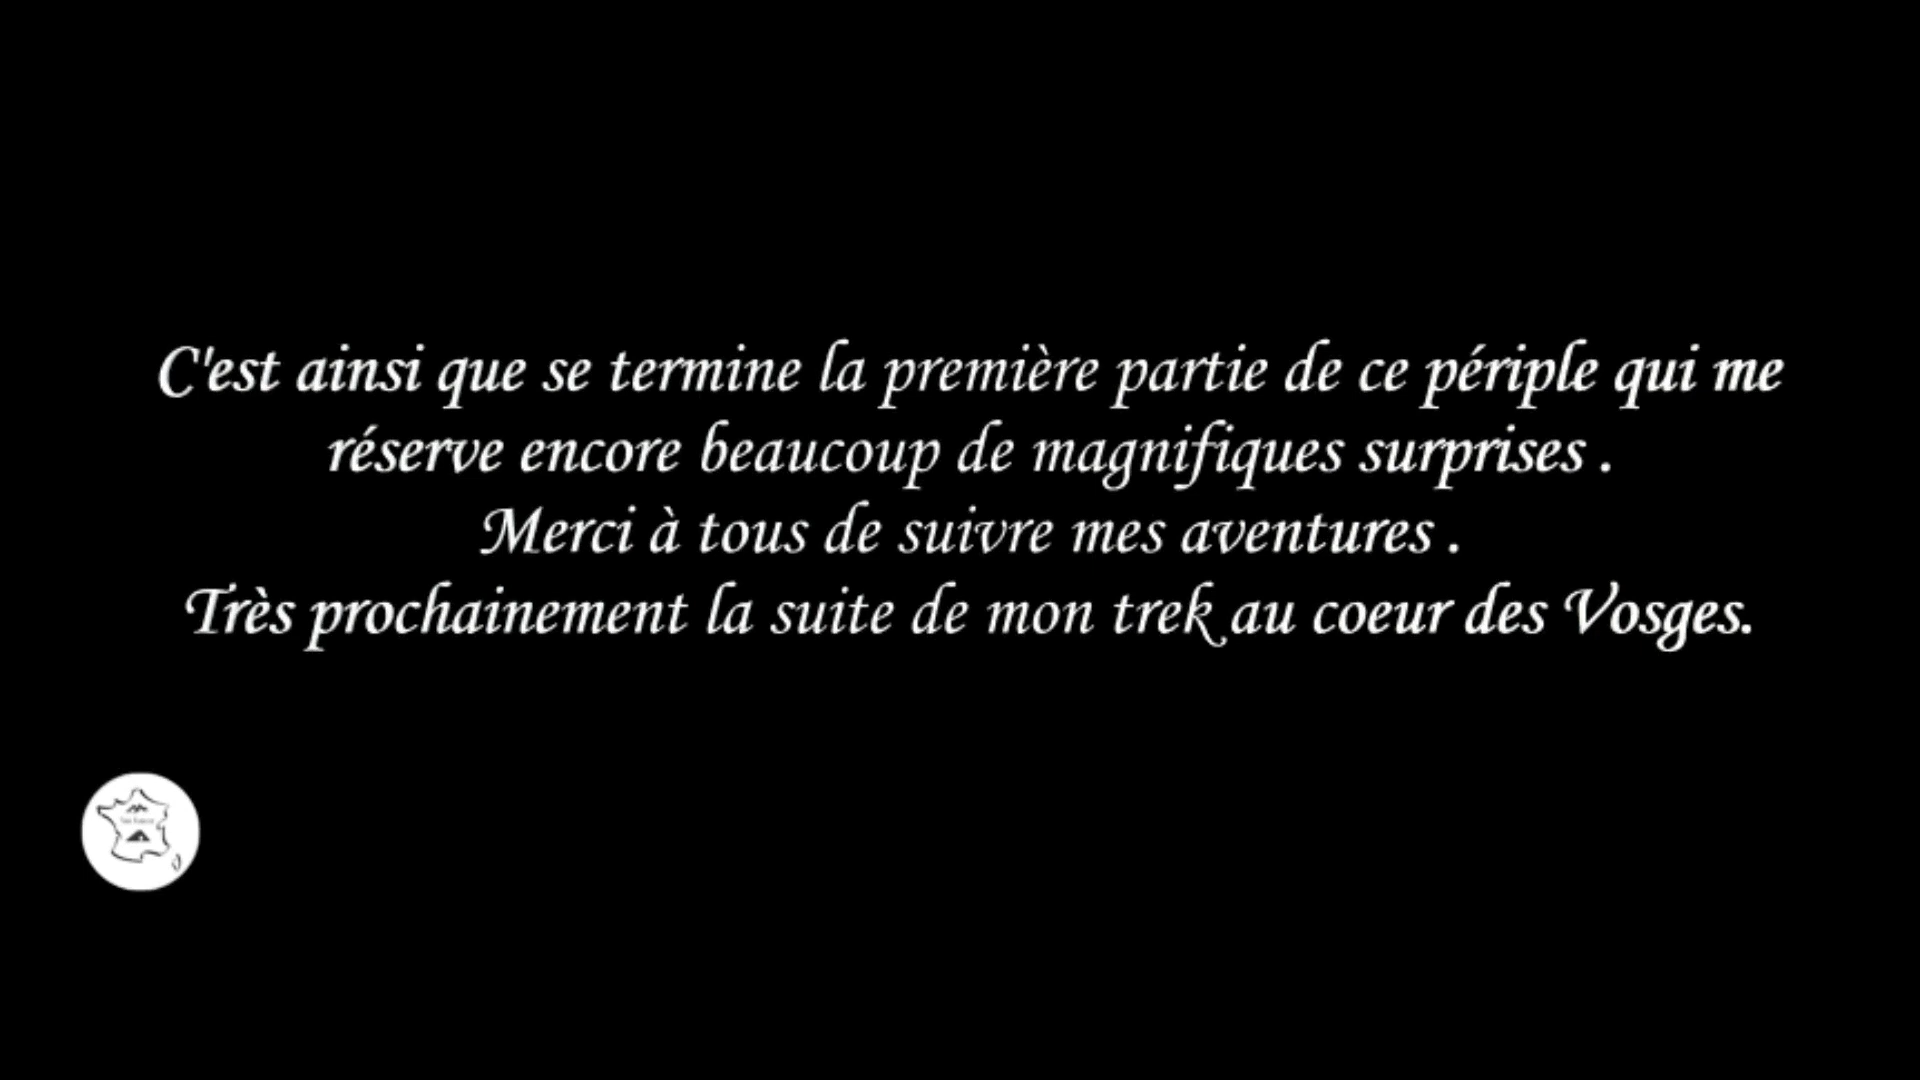 C'est ainsi que se termine la première partie de ce périple qui me
réserve encore beaucoup de magnifiques surprises .
Merci à tous de suivre mes aventures .
Très prochainement la suite de mon trek au coeur des Vosges.